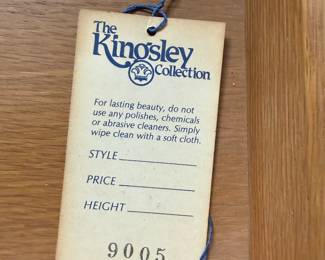 The
Kingsley
Collection
For lasting beauty, do not
use any polishes, chemicals
or abrasive cleaners. Simply
wipe clean with a soft cloth.
STYLE
PRICE
HEIGHT
9005